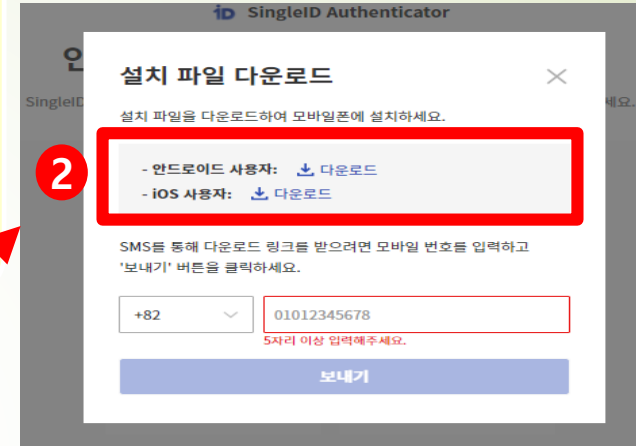 iD SingleID Authenticator
설치 파일 다운로드
SingleID
설치 파일을 다운로드하여 모바일폰에 설치하세요.
세요.
2
- 안드로이드 사용자: 다운로드
- iOS 사용자: 다운로드
SMS를 통해 다운로드 링크를 받으려면 모바일 번호를 입력하고
'보내기' 버튼을 클릭하세요.
+82 01012345678
5자리 이상 입력해주세요.
보내기